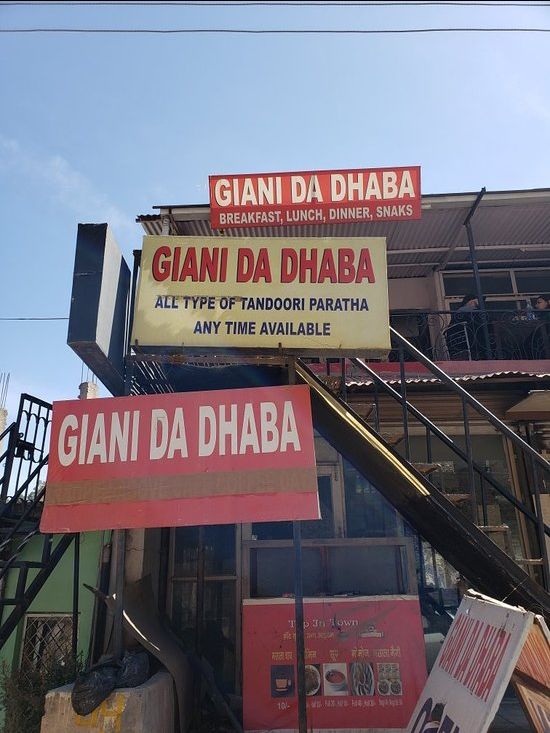 GIANI DA DHABA
BREAKFAST, LUNCH, DINNER, SNAKS
GIANI DA DHABA
ALL TYPE OF TANDOORI PARATHA
ANY TIME AVAILABLE
GIANI DA DHABA
Top In Town
10/-